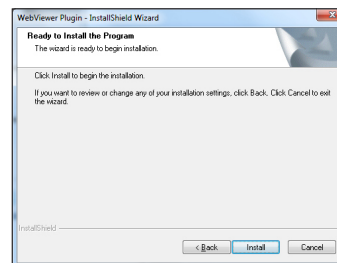 WebViewer Plugin - InstallShield Wizard
Ready to Install the Program
The wizard is ready to begin installation.
Click Install to begin the installation.
If you want to review or change any of your installation settings, click Back. Click Cancel to exit
the wizard.
InstallShield
< Back Install Cancel